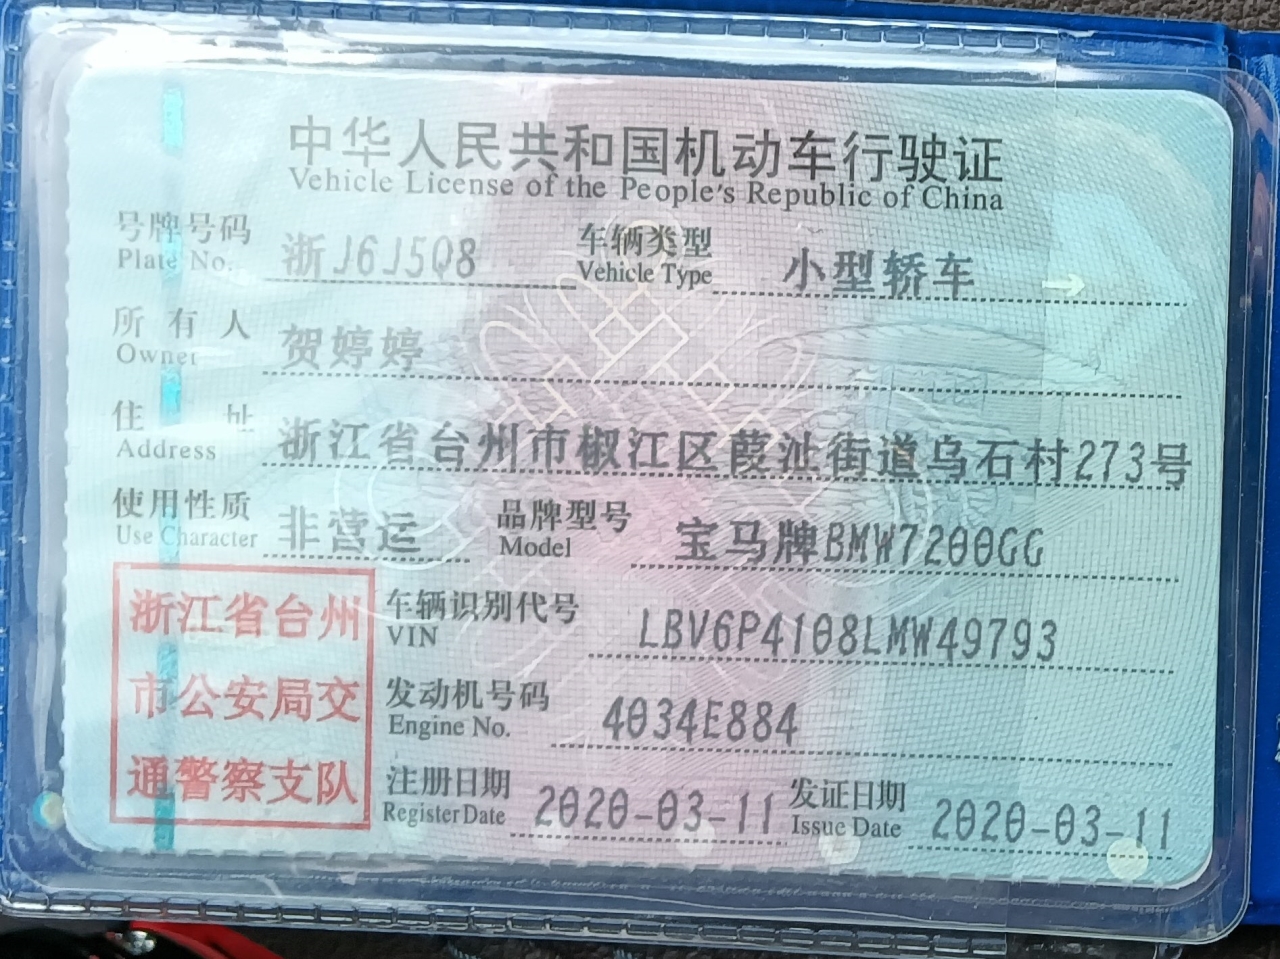 中华人民共和国机动车行驶证
Vehicle License of the People's Republic of China
号牌号码 浙J6J5Q8 车辆类型 小型轿车
Plate No. Vehicle Type
所有人 贺婷婷
Owner
住址 浙江省台州市椒江区葭沚街道乌石村273号
Address
使用性质 非营运 品牌型号 宝马牌BMW7200GG
Use Character Model
浙江省台州
市公安局交
通警察支队
车辆识别代号 LBV6P4108LMW49793
VIN
发动机号码 4034E884
Engine No.
注册日期 2020-03-11 发证日期 2020-03-11
Register Date Issue Date